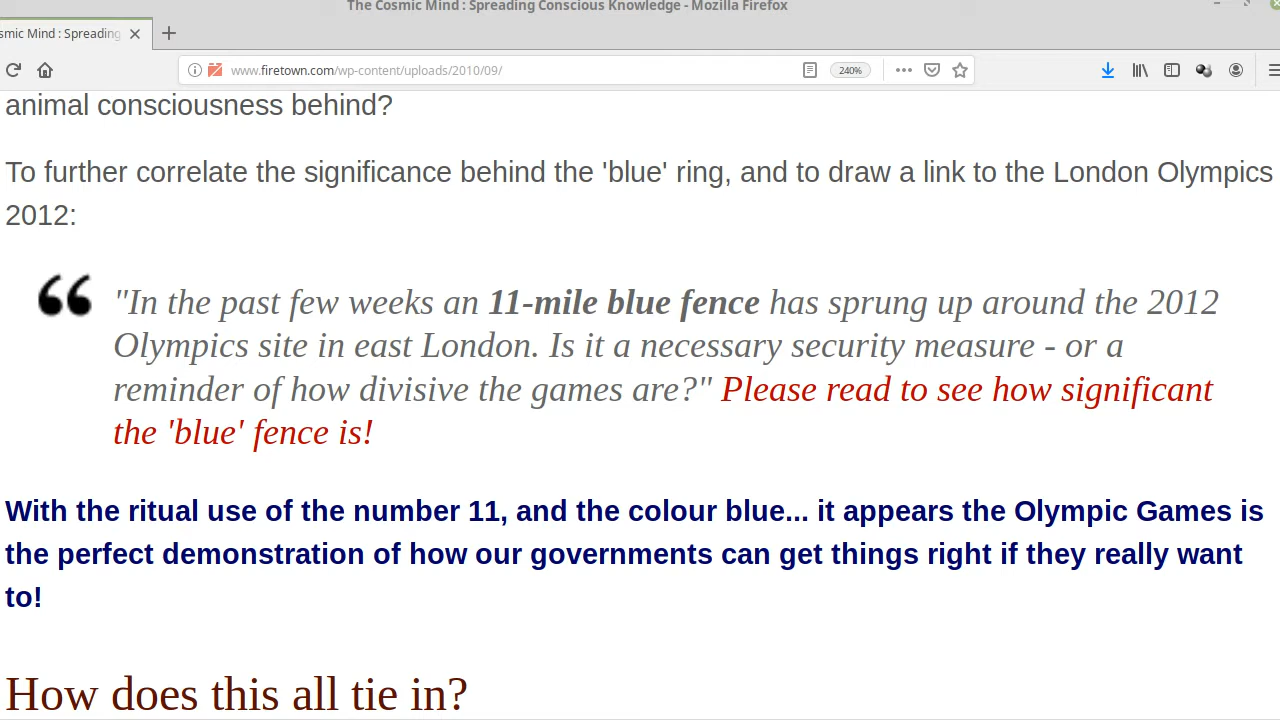 The Cosmic Mind : Spreading Conscious Knowledge - Mozilla Firefox
smic Mind : Spreading
www.firetown.com/wp-content/uploads/2010/09/
240%
animal consciousness behind?
To further correlate the significance behind the 'blue' ring, and to draw a link to the London Olympics
2012:
"In the past few weeks an 11-mile blue fence has sprung up around the 2012
Olympics site in east London. Is it a necessary security measure - or a
reminder of how divisive the games are?" Please read to see how significant
the 'blue' fence is!
With the ritual use of the number 11, and the colour blue... it appears the Olympic Games is
the perfect demonstration of how our governments can get things right if they really want
to!
How does this all tie in?